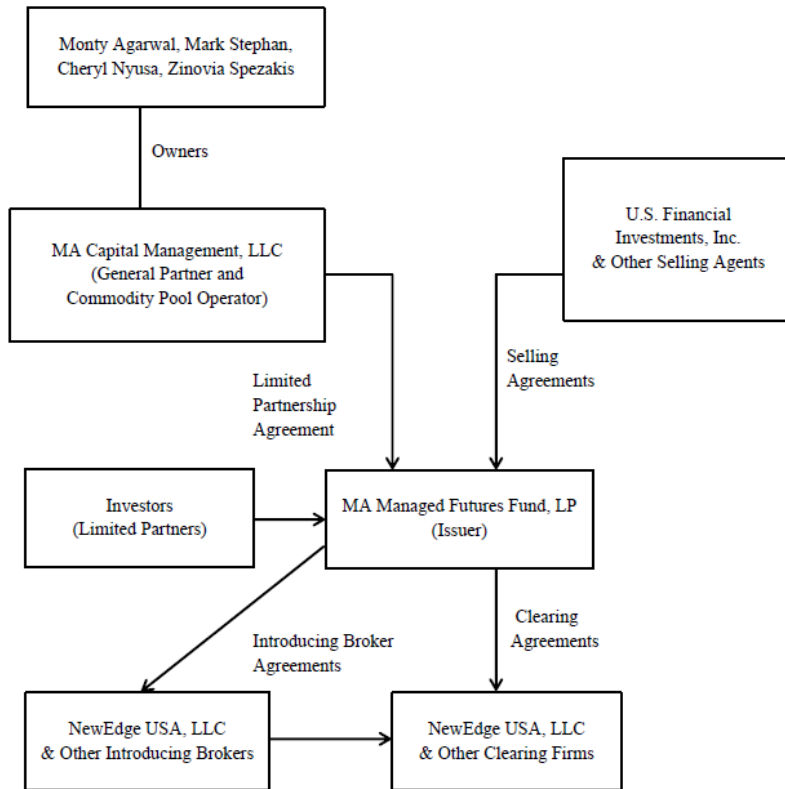 Monty Agarwal, Mark Stephan,
Cheryl Nyusa, Zinovia Spezakis
Owners
MA Capital Management, LLC
(General Partner and
Commodity Pool Operator)
U.S. Financial
Investments, Inc.
& Other Selling Agents
Limited
Partnership
Agreement
Selling
Agreements
Investors
(Limited Partners)
MA Managed Futures Fund, LP
(Issuer)
Introducing Broker
Agreements
Clearing
Agreements
NewEdge USA, LLC
& Other Introducing Brokers
NewEdge USA, LLC
& Other Clearing Firms